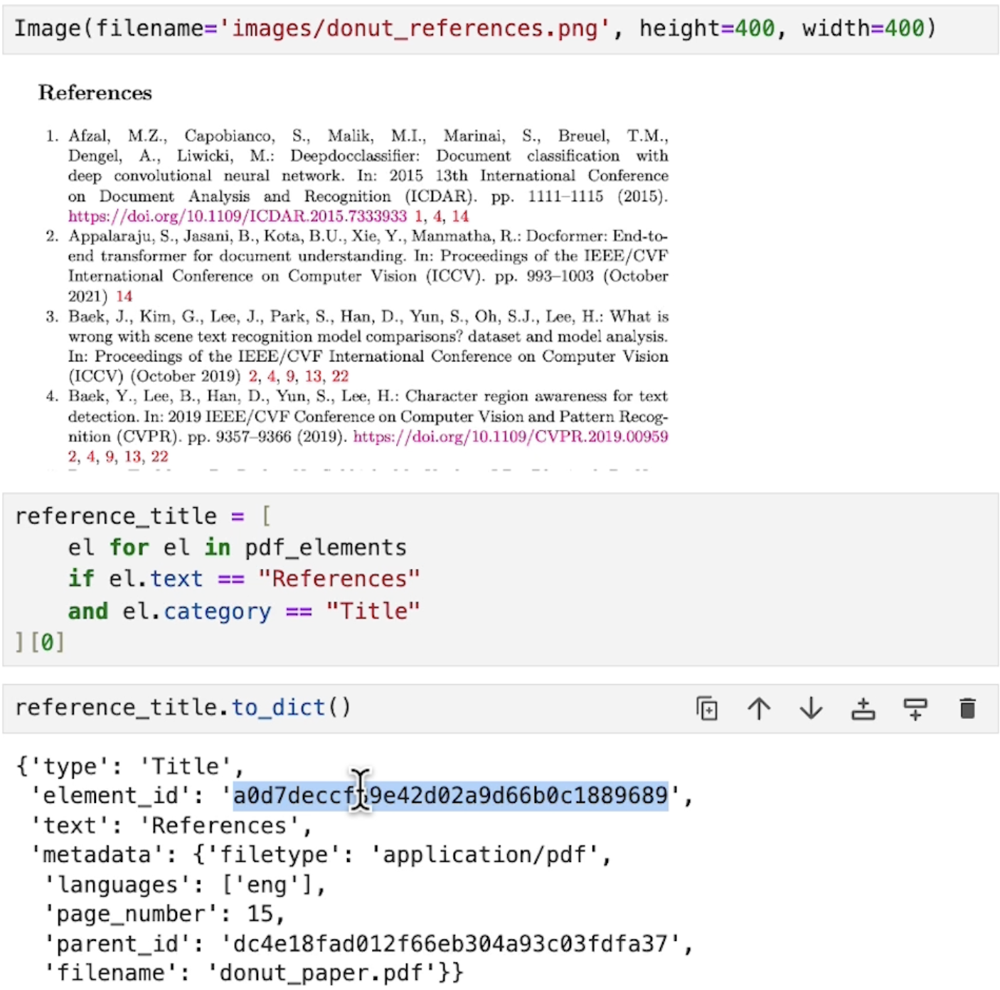 Image(filename='images/donut_references.png', height=400, width=400)
References
1. Afzal, M.Z., Capobianco, S., Malik, M.I., Marinai, S., Breuel, T.M.,
Dengel, A., Liwicki, M.: Deepdocclassifier: Document classification with
deep convolutional neural network. In: 2015 13th International Conference
on Document Analysis and Recognition (ICDAR). pp. 1111–1115 (2015).
https://doi.org/10.1109/ICDAR.2015.7333933 1, 4, 14
2. Appalaraju, S., Jasani, B., Kota, B.U., Xie, Y., Manmatha, R.: Docformer: End-to-
end transformer for document understanding. In: Proceedings of the IEEE/CVF
International Conference on Computer Vision (ICCV). pp. 993–1003 (October
2021) 14
3. Baek, J., Kim, G., Lee, J., Park, S., Han, D., Yun, S., Oh, S.J., Lee, H.: What is
wrong with scene text recognition model comparisons? dataset and model analysis.
In: Proceedings of the IEEE/CVF International Conference on Computer Vision
(ICCV) (October 2019) 2, 4, 9, 13, 22
4. Baek, Y., Lee, B., Han, D., Yun, S., Lee, H.: Character region awareness for text
detection. In: 2019 IEEE/CVF Conference on Computer Vision and Pattern Recog-
nition (CVPR). pp. 9357–9366 (2019). https://doi.org/10.1109/CVPR.2019.00959
2, 4, 9, 13, 22
reference_title = [
    el for el in pdf_elements
    if el.text == "References"
    and el.category == "Title"
][0]
reference_title.to_dict()
{'type': 'Title',
 'element_id': '',
 'text': 'References',
 'metadata': {'filetype': 'application/pdf',
  'languages': ['eng'],
  'page_number': 15,
  'parent_id': 'dc4e18fad012f66eb304a93c03fdfa37',
  'filename': 'donut_paper.pdf'}}